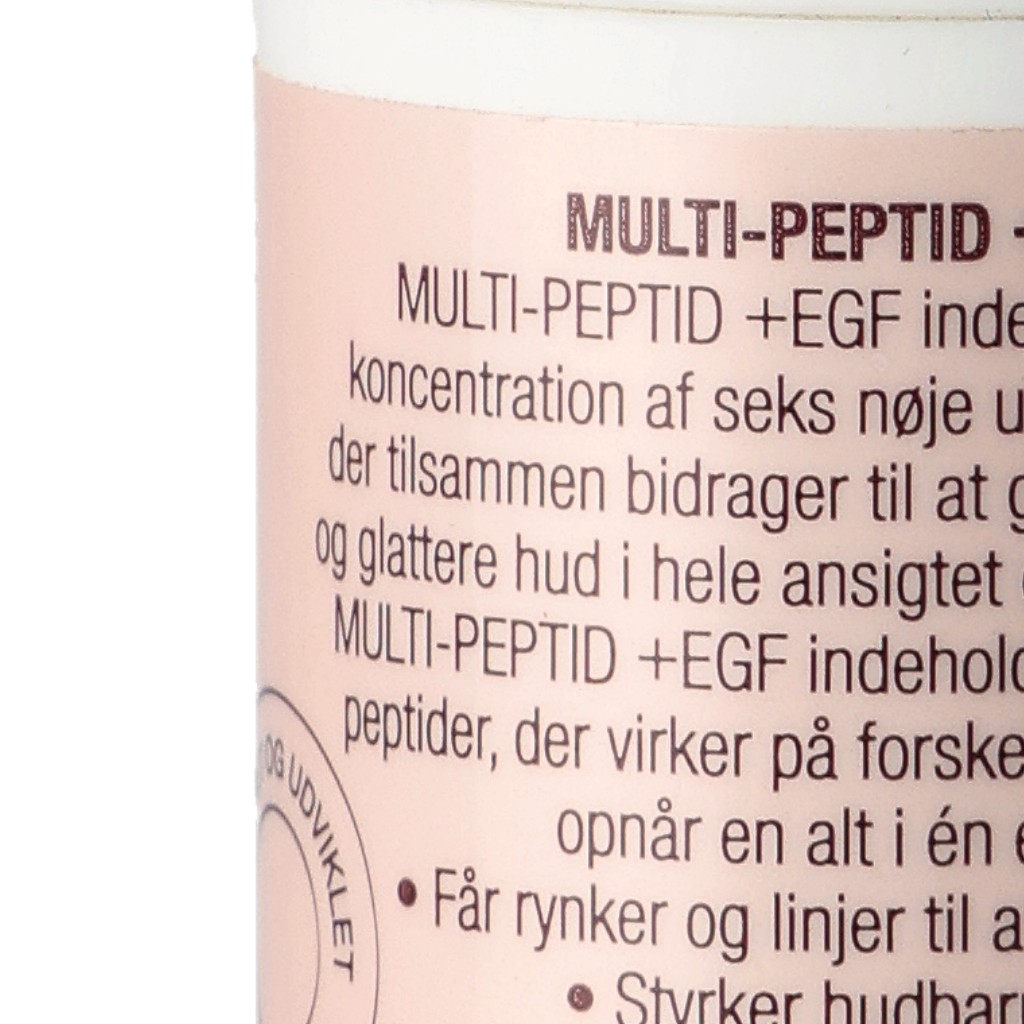 MULTI-PEPTID
MULTI-PEPTID +EGF inde
koncentration af seks nøje u
der tilsammen bidrager til at g
og glattere hud i hele ansigtet
MULTI-PEPTID +EGF indehold
peptider, der virker på forske
opnår en alt i én e
• Får rynker og linjer til a
• Styrker hudbarr
OG UDVIKLET